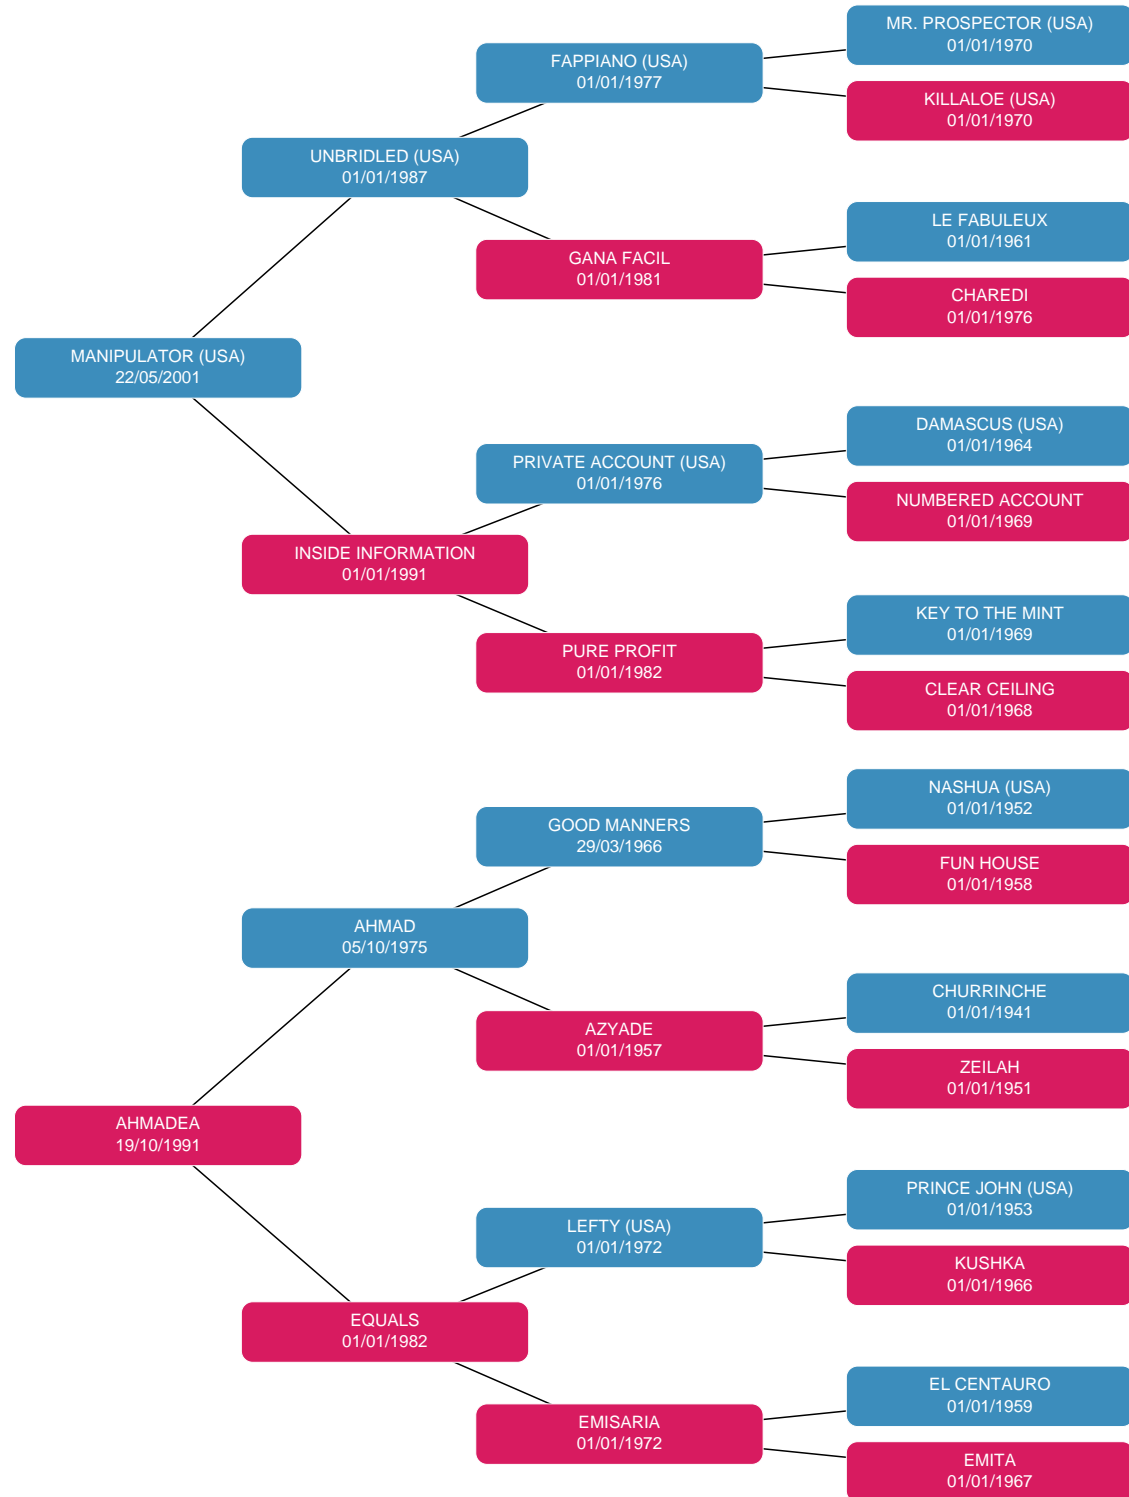 MR. PROSPECTOR (USA)
01/01/1970
FAPPIANO (USA)
01/01/1977
KILLALOE (USA)
01/01/1970
UNBRIDLED (USA)
01/01/1987
LE FABULEUX
01/01/1961
GANA FACIL
01/01/1981
CHAREDI
01/01/1976
MANIPULATOR (USA)
22/05/2001
DAMASCUS (USA)
01/01/1964
PRIVATE ACCOUNT (USA)
01/01/1976
NUMBERED ACCOUNT
01/01/1969
INSIDE INFORMATION
01/01/1991
KEY TO THE MINT
01/01/1969
PURE PROFIT
01/01/1982
CLEAR CEILING
01/01/1968
NASHUA (USA)
01/01/1952
GOOD MANNERS
29/03/1966
FUN HOUSE
01/01/1958
AHMAD
05/10/1975
CHURRINCHE
01/01/1941
AZYADE
01/01/1957
ZEILAH
01/01/1951
AHMADEA
19/10/1991
PRINCE JOHN (USA)
01/01/1953
LEFTY (USA)
01/01/1972
KUSHKA
01/01/1966
EQUALS
01/01/1982
EL CENTAURO
01/01/1959
EMISARIA
01/01/1972
EMITA
01/01/1967